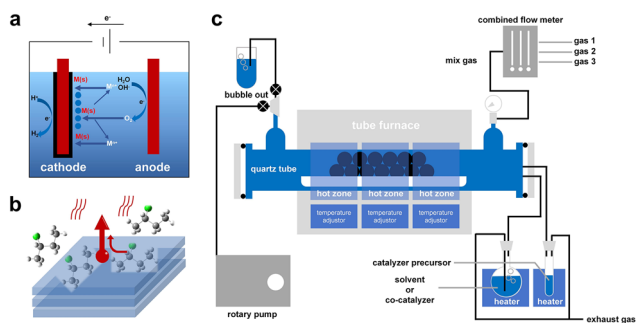 a
e⁻
M(s)
H₂O
OH⁻
M
H⁺
e⁻
M(s)
e⁻
O₂
H₂
M(s)
cathode
anode
b
c
combined flow meter
gas 1
gas 2
gas 3
mix gas
bubble out
tube furnace
quartz tube
hot zone
hot zone
hot zone
temperature
adjustor
temperature
adjustor
temperature
adjustor
catalyzer precursor
solvent
or
co-catalyzer
heater
heater
rotary pump
exhaust gas